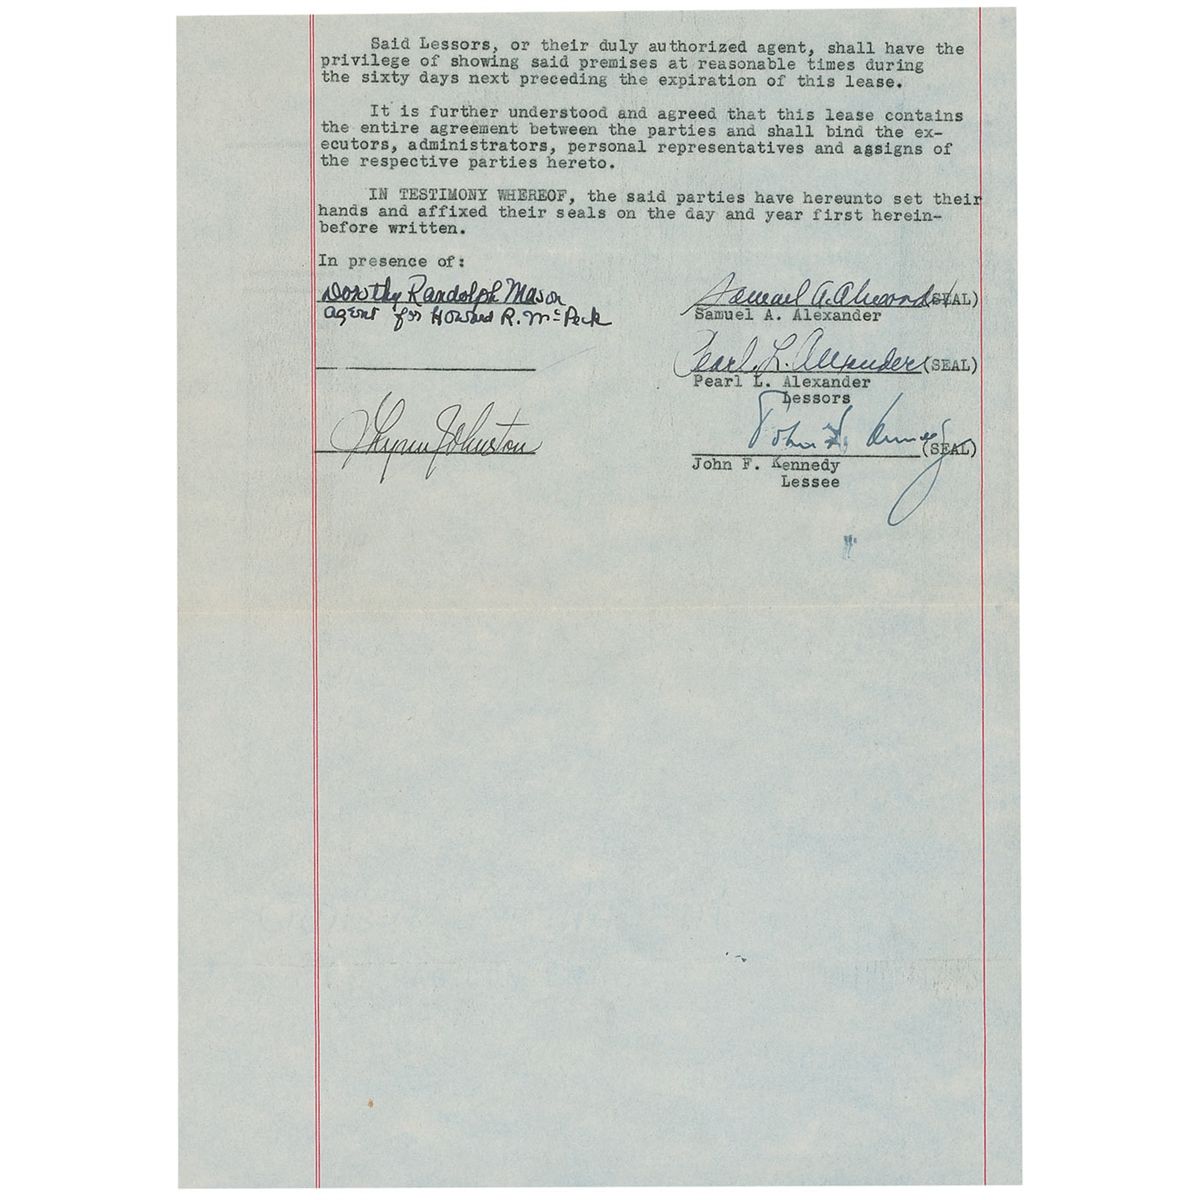 Said Lessors, or their duly authorized agent, shall have the
privilege of showing said premises at reasonable times during
the sixty days next preceding the expiration of this lease.
It is further understood and agreed that this lease contains
the entire agreement between the parties and shall bind the ex-
ecutors, administrators, personal representatives and assigns of
the respective parties hereto.
IN TESTIMONY WHEREOF, the said parties have hereunto set their
hands and affixed their seals on the day and year first herein-
before written.
In presence of:
Dorothy Randolph Mason
Agent for Howard R. McPeck
Samuel A. Alexander (SEAL)
Samuel A. Alexander
Pearl L. Alexander (SEAL)
Pearl L. Alexander
Lessors
Johnston
John F. Kennedy (SEAL)
John F. Kennedy
Lessee